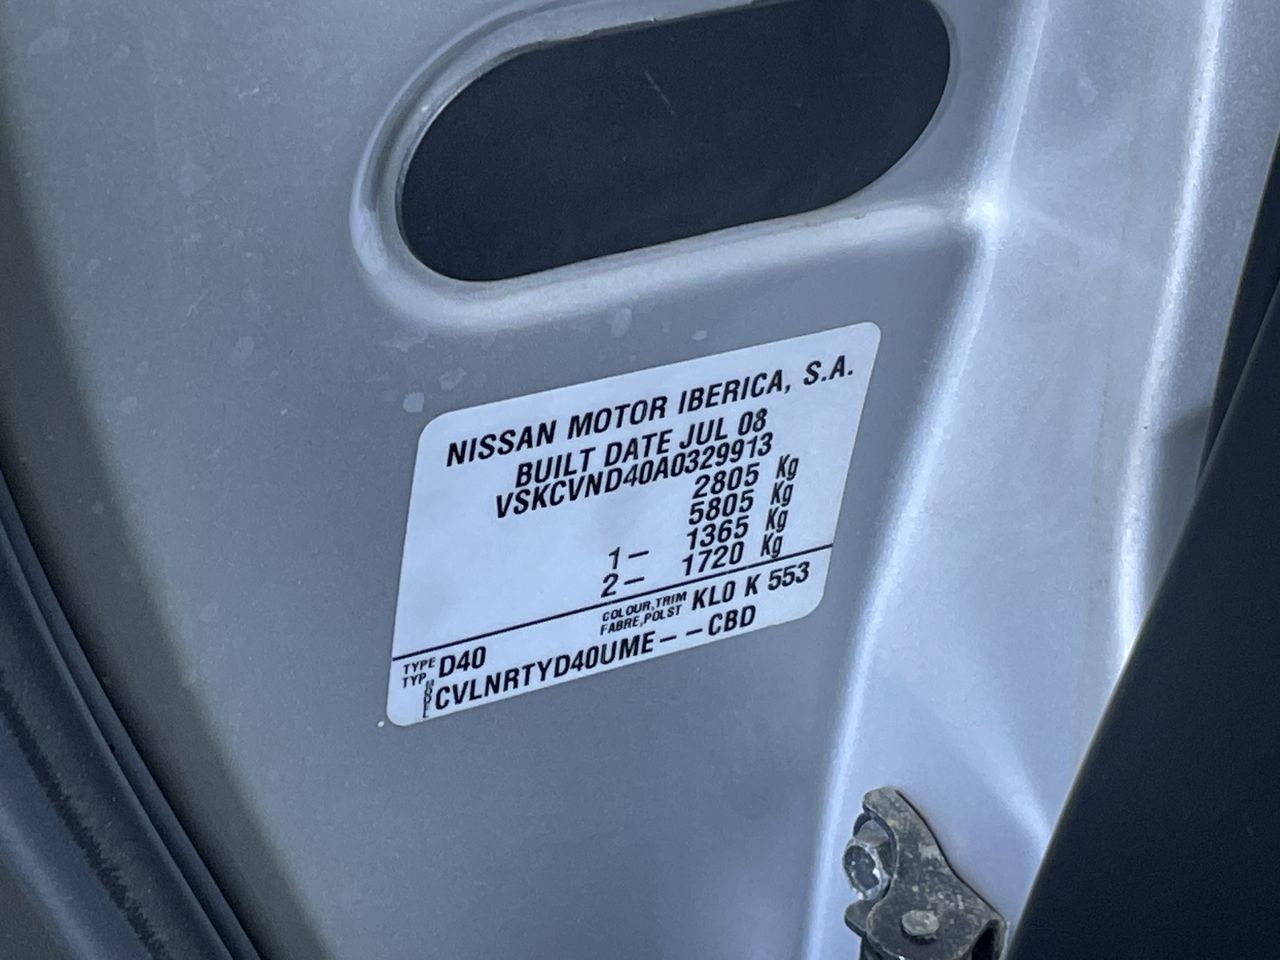 NISSAN MOTOR IBERICA, S.A.
BUILT DATE JUL 08
VSKCVND40A0329913
2805 Kg
5805 Kg
1- 1365 Kg
2- 1720 Kg
COLOUR,TRIM KL0 K 553
FABRE,POLST
TYPE D40
TYP
MODEL CVLNRTYD40UME--CBD